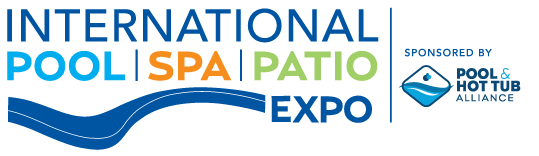 INTERNATIONAL
POOL | SPA | PATIO
EXPO
SPONSORED BY
POOL &
HOT TUB
ALLIANCE